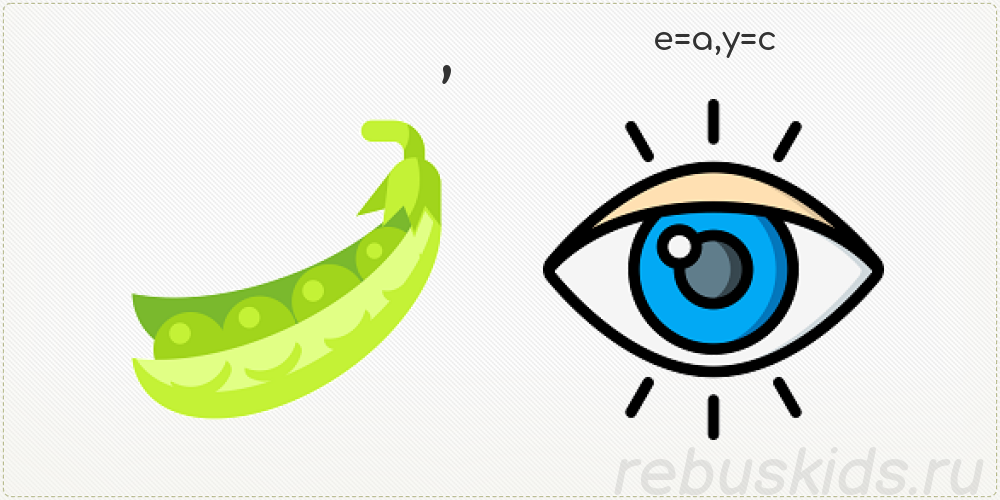 e=a,y=c
,
rebuskids.ru